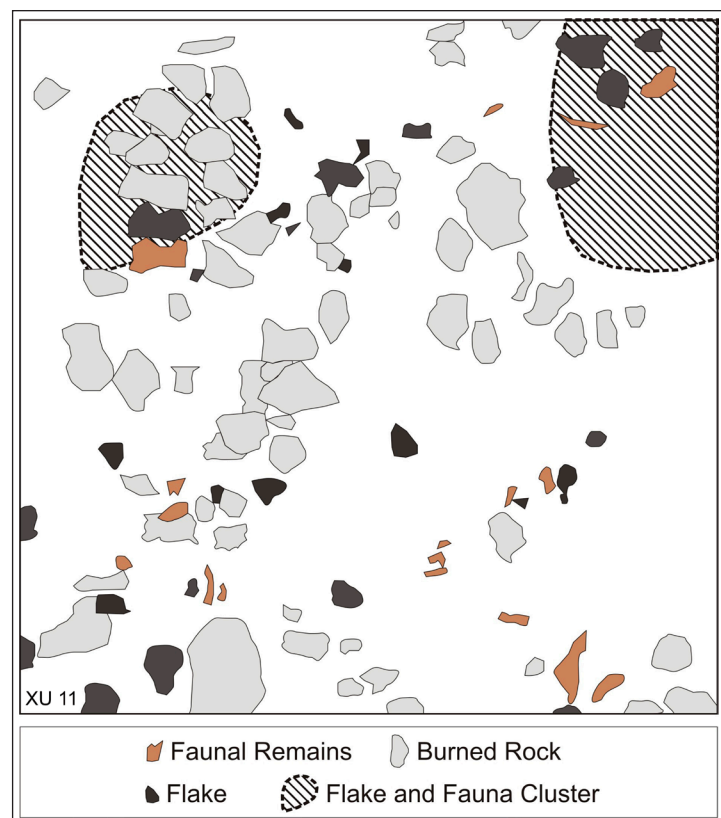 XU 11
Faunal Remains
Burned Rock
Flake
Flake and Fauna Cluster